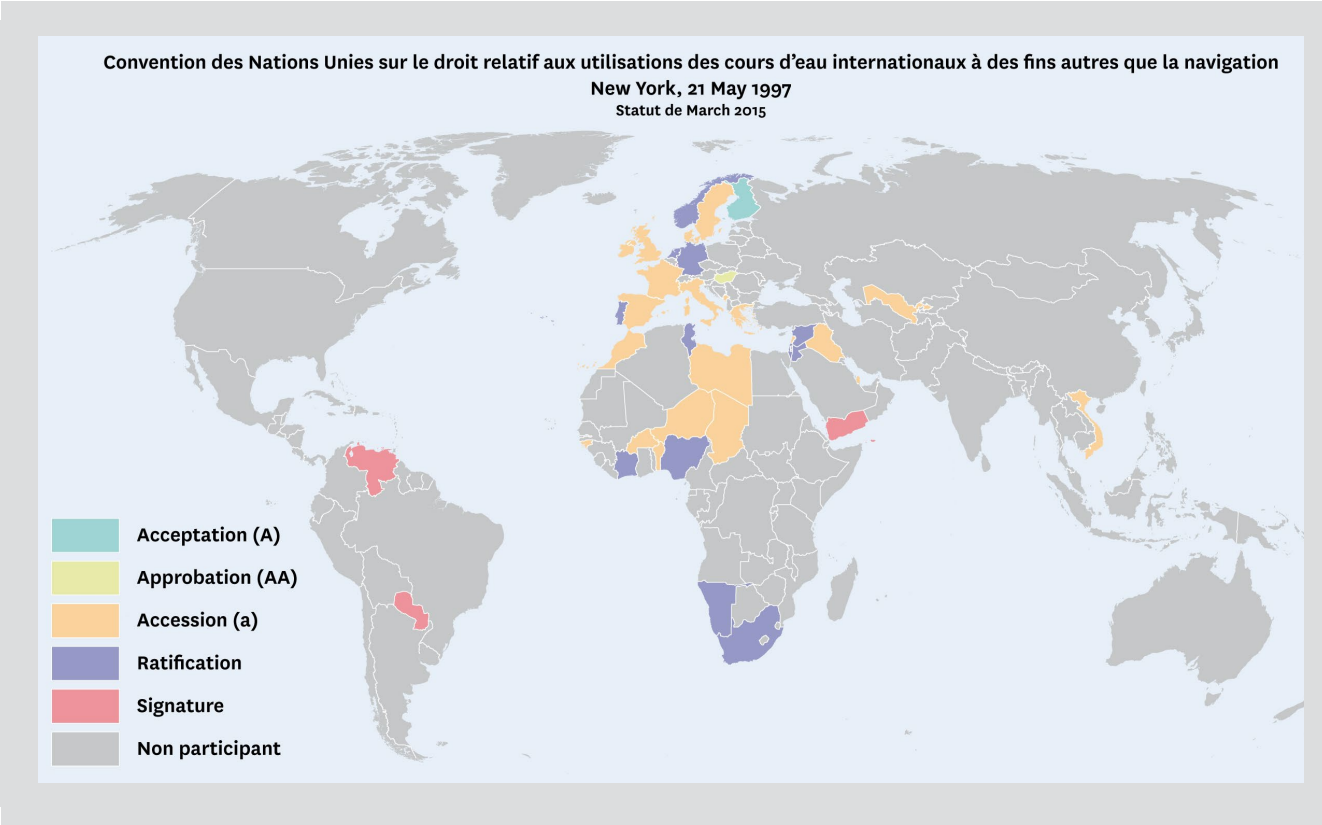 Convention des Nations Unies sur le droit relatif aux utilisations des cours d’eau internationaux à des fins autres que la navigation
New York, 21 May 1997
Statut de March 2015
Acceptation (A)
Approbation (AA)
Accession (a)
Ratification
Signature
Non participant